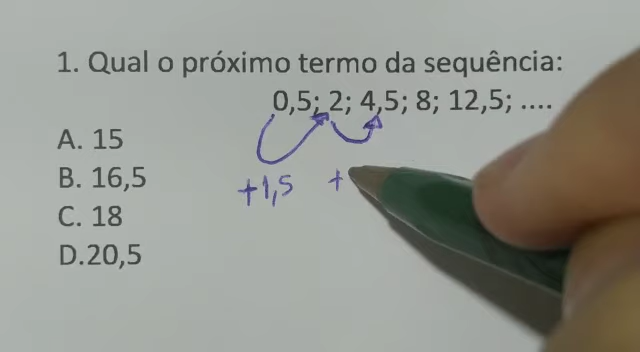 1. Qual o próximo termo da sequência:
0,5; 2; 4,5; 8; 12,5; ....
A. 15
B. 16,5
C. 18
D.20,5
+1,5 +